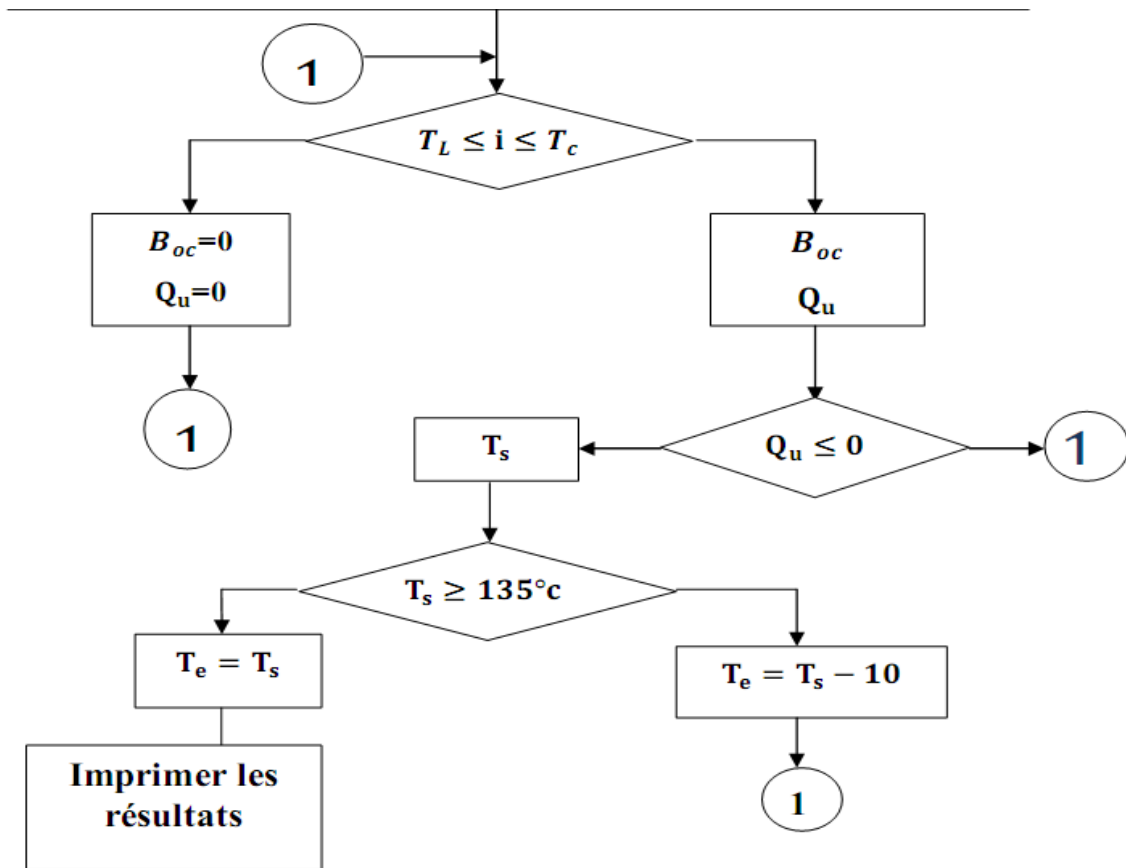 1
T_L ≤ i ≤ T_c
B_oc=0
Q_u=0
B_oc
Q_u
1
T_s
Q_u ≤ 0
1
T_s ≥ 135°c
T_e = T_s
T_e = T_s − 10
Imprimer les
résultats
1